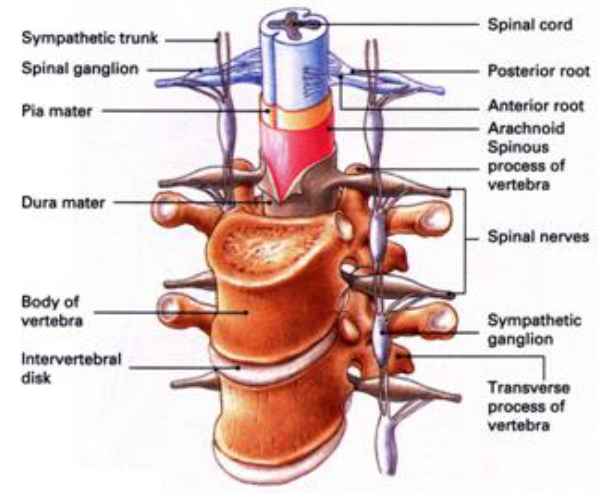 Sympathetic trunk
Spinal ganglion
Pia mater
Dura mater
Body of
vertebra
Intervertebral
disk
Spinal cord
Posterior root
Anterior root
Arachnoid
Spinous
process of
vertebra
Spinal nerves
Sympathetic
ganglion
Transverse
process of
vertebra